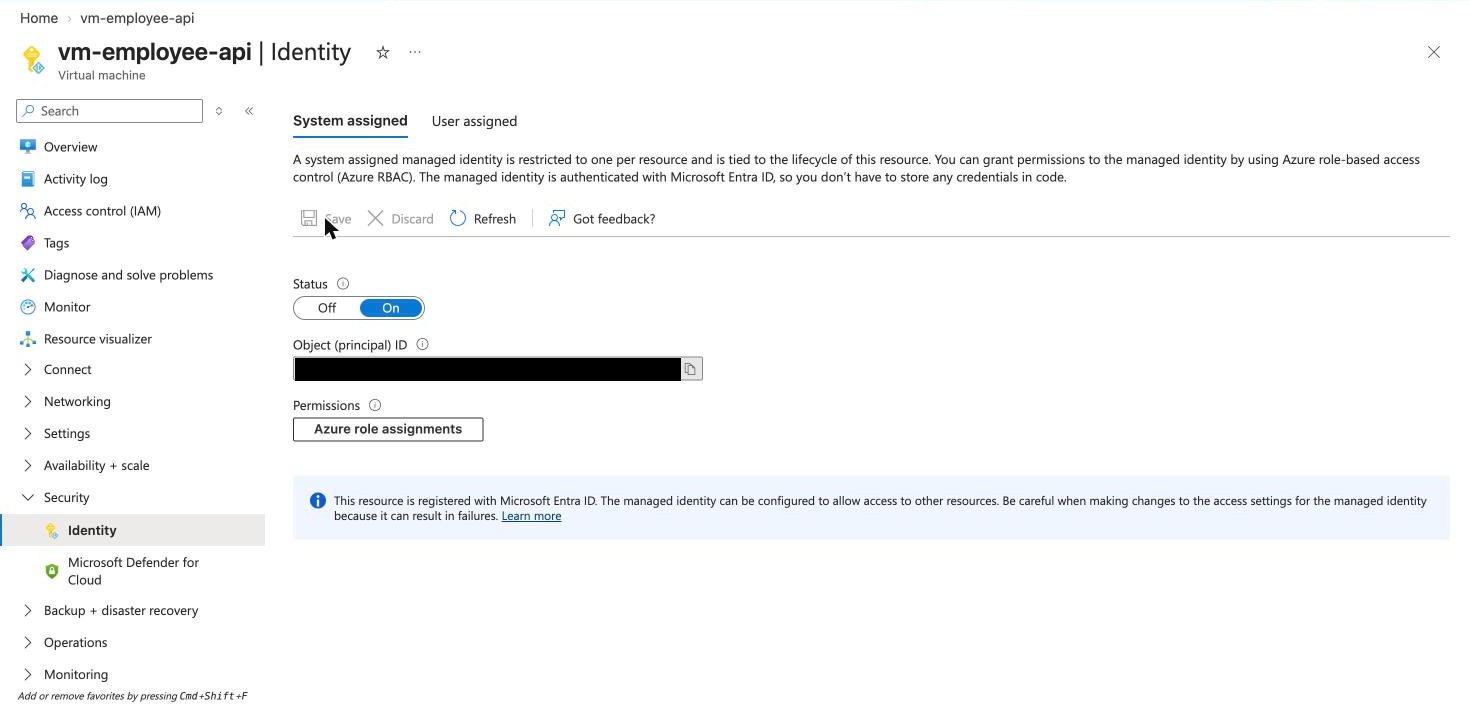 Home > vm-employee-api
vm-employee-api | Identity
Virtual machine
Search
Overview
Activity log
Access control (IAM)
Tags
Diagnose and solve problems
Monitor
Resource visualizer
Connect
Networking
Settings
Availability + scale
Security
Identity
Microsoft Defender for
Cloud
Backup + disaster recovery
Operations
Monitoring
Add or remove favorites by pressing Cmd+Shift+F
System assigned User assigned
A system assigned managed identity is restricted to one per resource and is tied to the lifecycle of this resource. You can grant permissions to the managed identity by using Azure role-based access
control (Azure RBAC). The managed identity is authenticated with Microsoft Entra ID, so you don't have to store any credentials in code.
Save Discard Refresh Got feedback?
Status
Off On
Object (principal) ID
Permissions
Azure role assignments
This resource is registered with Microsoft Entra ID. The managed identity can be configured to allow access to other resources. Be careful when making changes to the access settings for the managed identity
because it can result in failures. Learn more